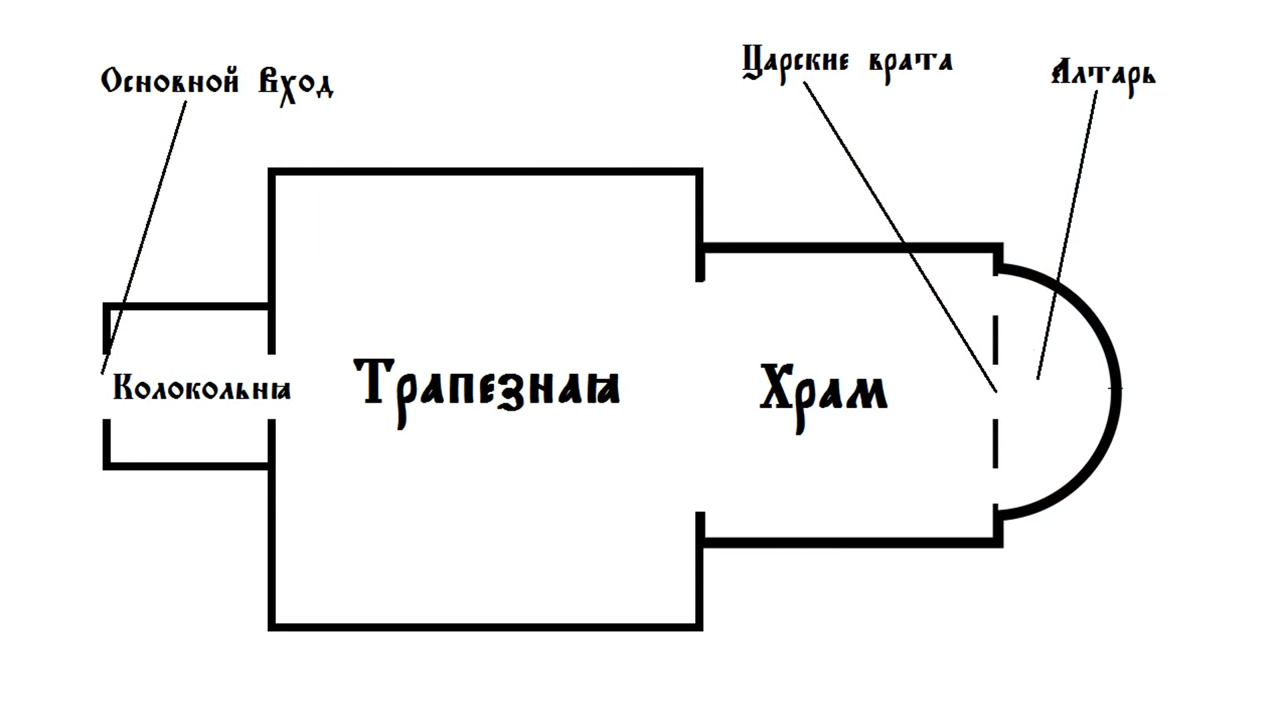 Основной Вход
Царские врата
Алтарь
Колокольня
Трапезная
Храм